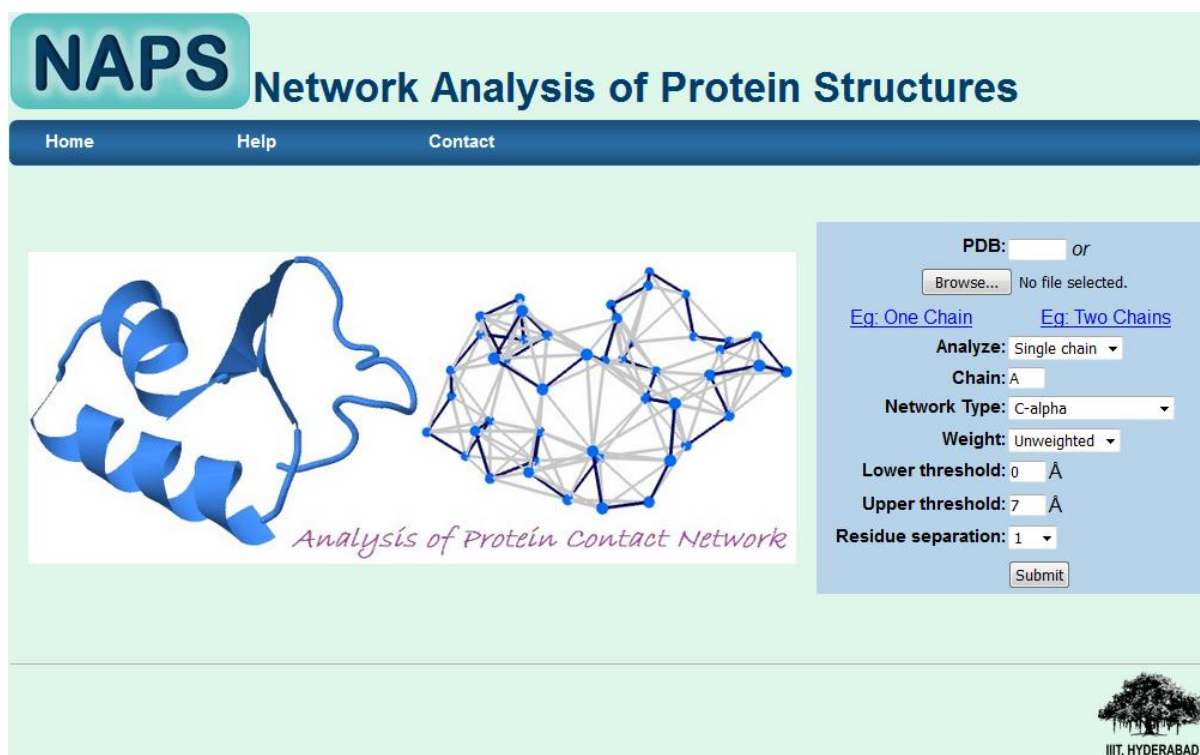 NAPS Network Analysis of Protein Structures
Home Help Contact
PDB: or
Browse... No file selected.
Eg: One Chain Eg: Two Chains
Analyze: Single chain
Chain: A
Network Type: C-alpha
Weight: Unweighted
Lower threshold: 0 Å
Upper threshold: 7 Å
Residue separation: 1
Submit
Analysis of Protein Contact Network
IIIT, HYDERABAD